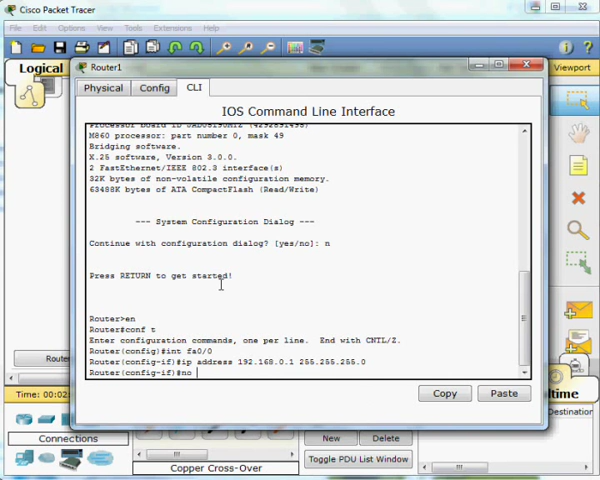 Cisco Packet Tracer
File Edit Options View Tools Extensions Help
Logical
Viewport
Router1
Physical Config CLI
IOS Command Line Interface
M860 processor: part number 0, mask 49
Bridging software.
X.25 software, Version 3.0.0.
2 FastEthernet/IEEE 802.3 interface(s)
32K bytes of non-volatile configuration memory.
63488K bytes of ATA CompactFlash (Read/Write)
--- System Configuration Dialog ---
Continue with configuration dialog? [yes/no]: n
Press RETURN to get started!
Router>en
Router#conf t
Enter configuration commands, one per line. End with CNTL/Z.
Router(config)#int fa0/0
Router(config-if)#ip address 192.168.0.1 255.255.255.0
Router(config-if)#no
Copy Paste
Route
Time: 00:02:
ltime
Destination
Connections
New Delete
Toggle PDU List Window
Copper Cross-Over